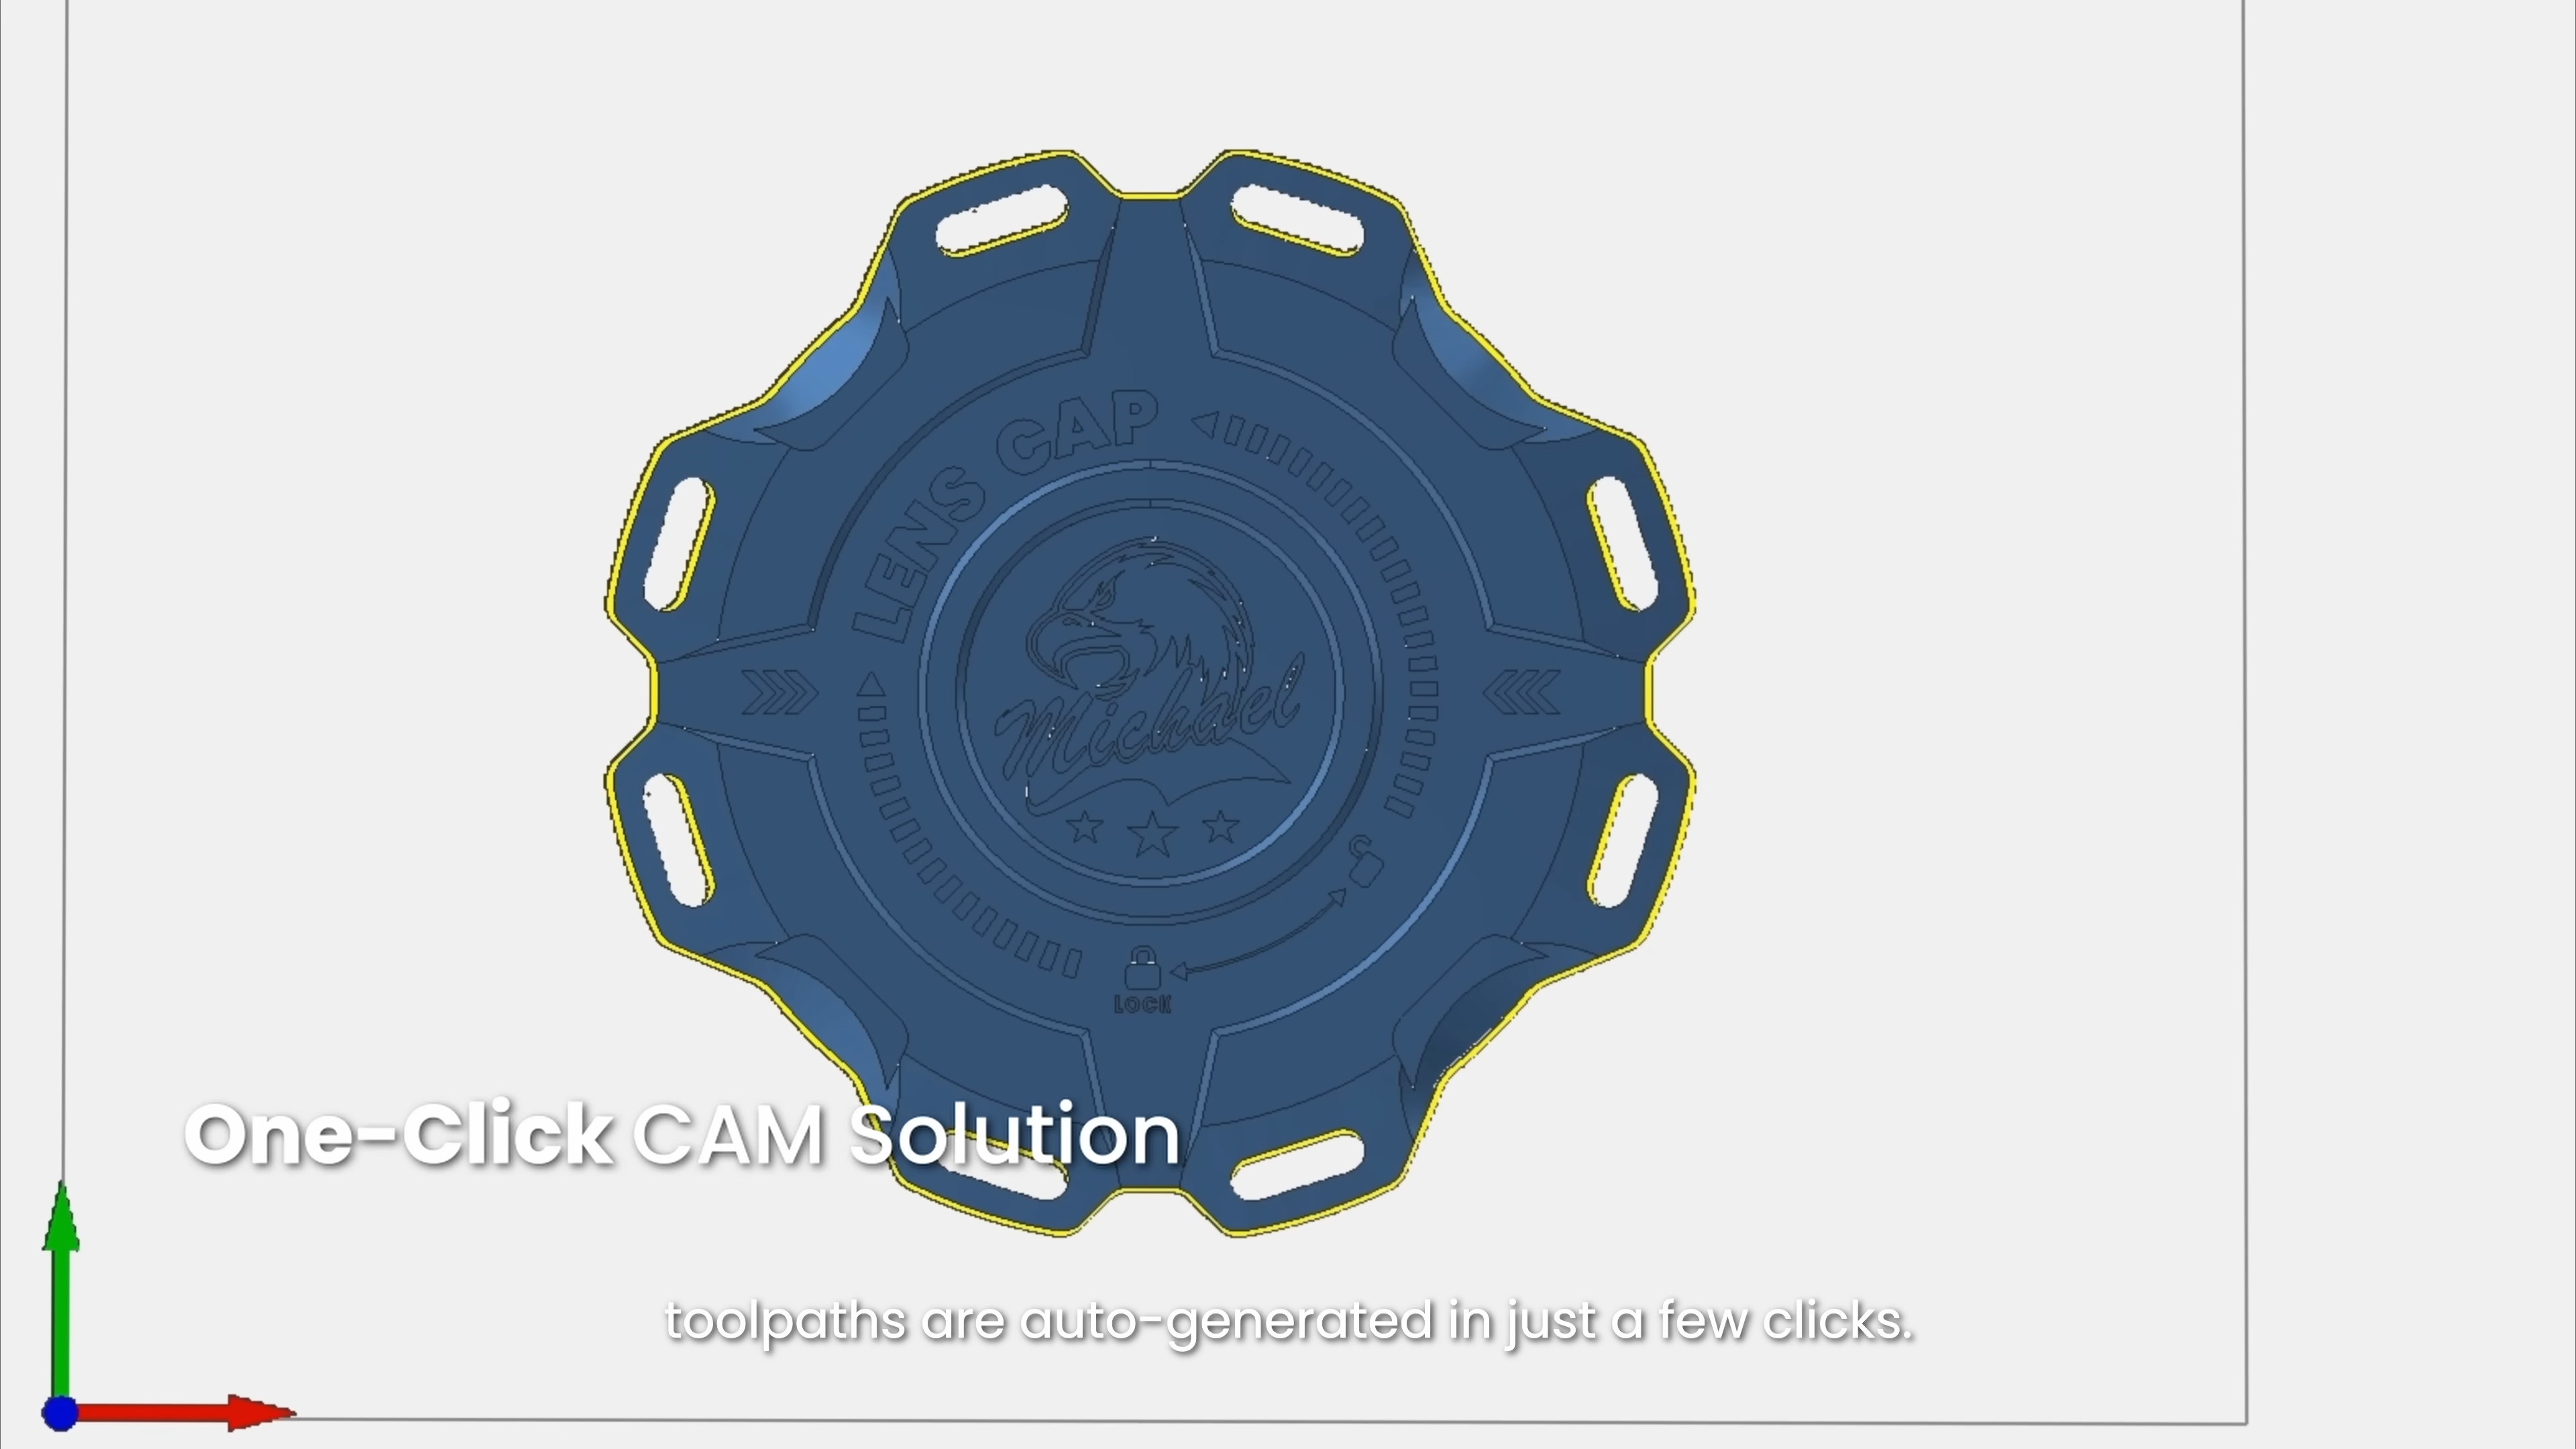 LENS CAP
Michael
LOCK
One-Click CAM Solution
toolpaths are auto-generated in just a few clicks.